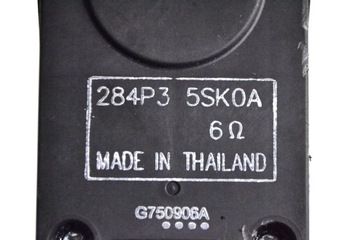 284P3 5SK0A
6Ω
MADE IN THAILAND
G750906A